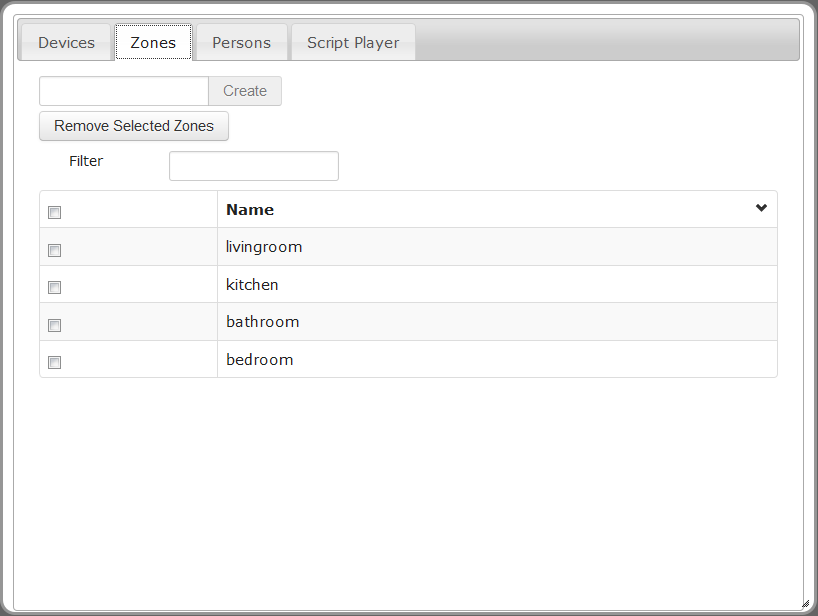 Devices Zones Persons Script Player
Create
Remove Selected Zones
Filter
Name
livingroom
kitchen
bathroom
bedroom